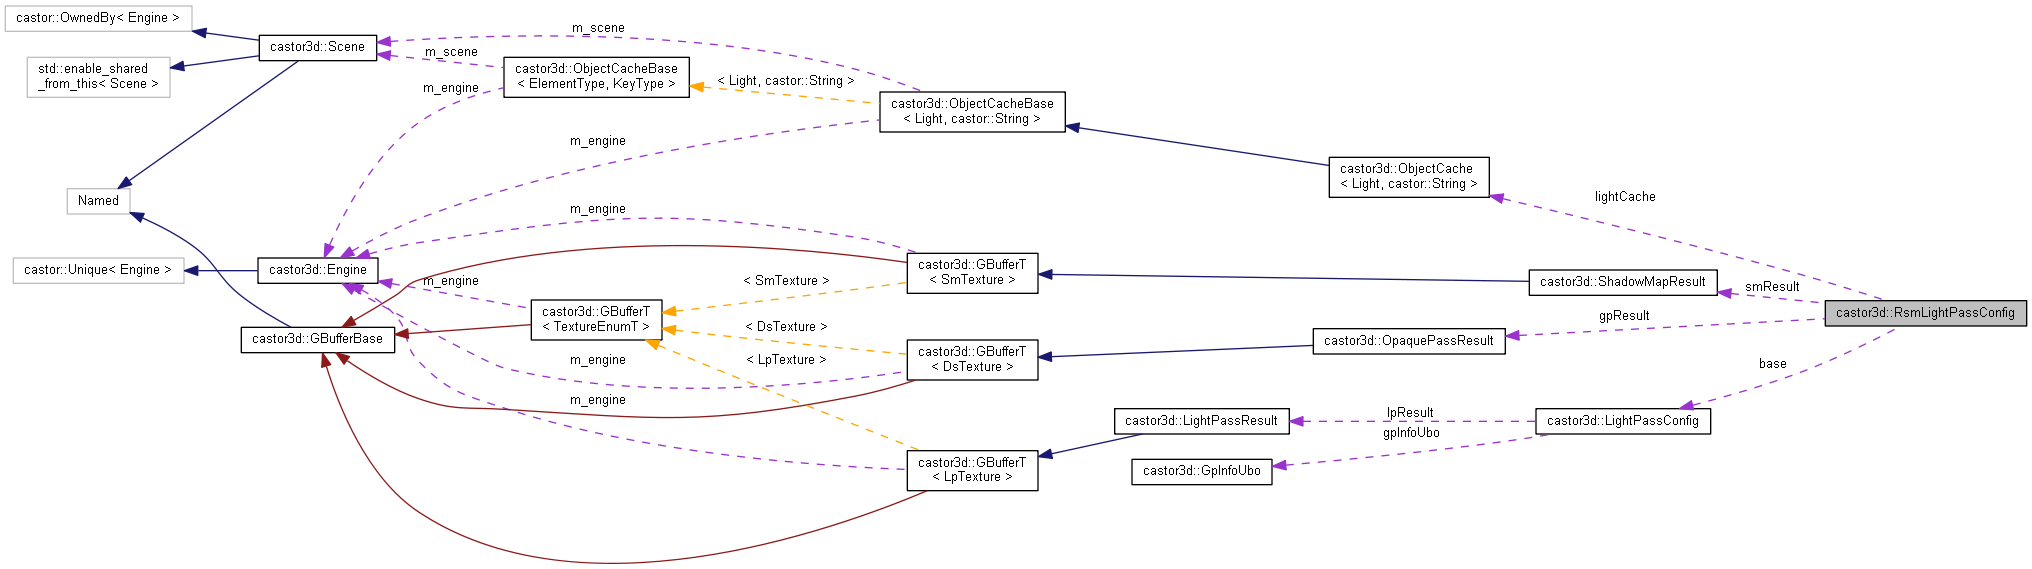 castor::OwnedBy< Engine >
castor3d::Scene
std::enable_shared
_from_this< Scene >
Named
castor::Unique< Engine >
castor3d::Engine
castor3d::GBufferBase
m_scene
m_scene
castor3d::ObjectCacheBase
< ElementType, KeyType >
m_engine
< Light, castor::String >
castor3d::ObjectCacheBase
< Light, castor::String >
m_engine
castor3d::ObjectCache
< Light, castor::String >
lightCache
m_engine
castor3d::GBufferT
< SmTexture >
castor3d::ShadowMapResult
smResult
castor3d::RsmLightPassConfig
m_engine
< SmTexture >
castor3d::GBufferT
< TextureEnumT >
< DsTexture >
gpResult
castor3d::OpaquePassResult
castor3d::GBufferT
< DsTexture >
m_engine
< LpTexture >
base
m_engine
castor3d::LightPassResult
lpResult
castor3d::LightPassConfig
gpInfoUbo
castor3d::GBufferT
< LpTexture >
castor3d::GpInfoUbo